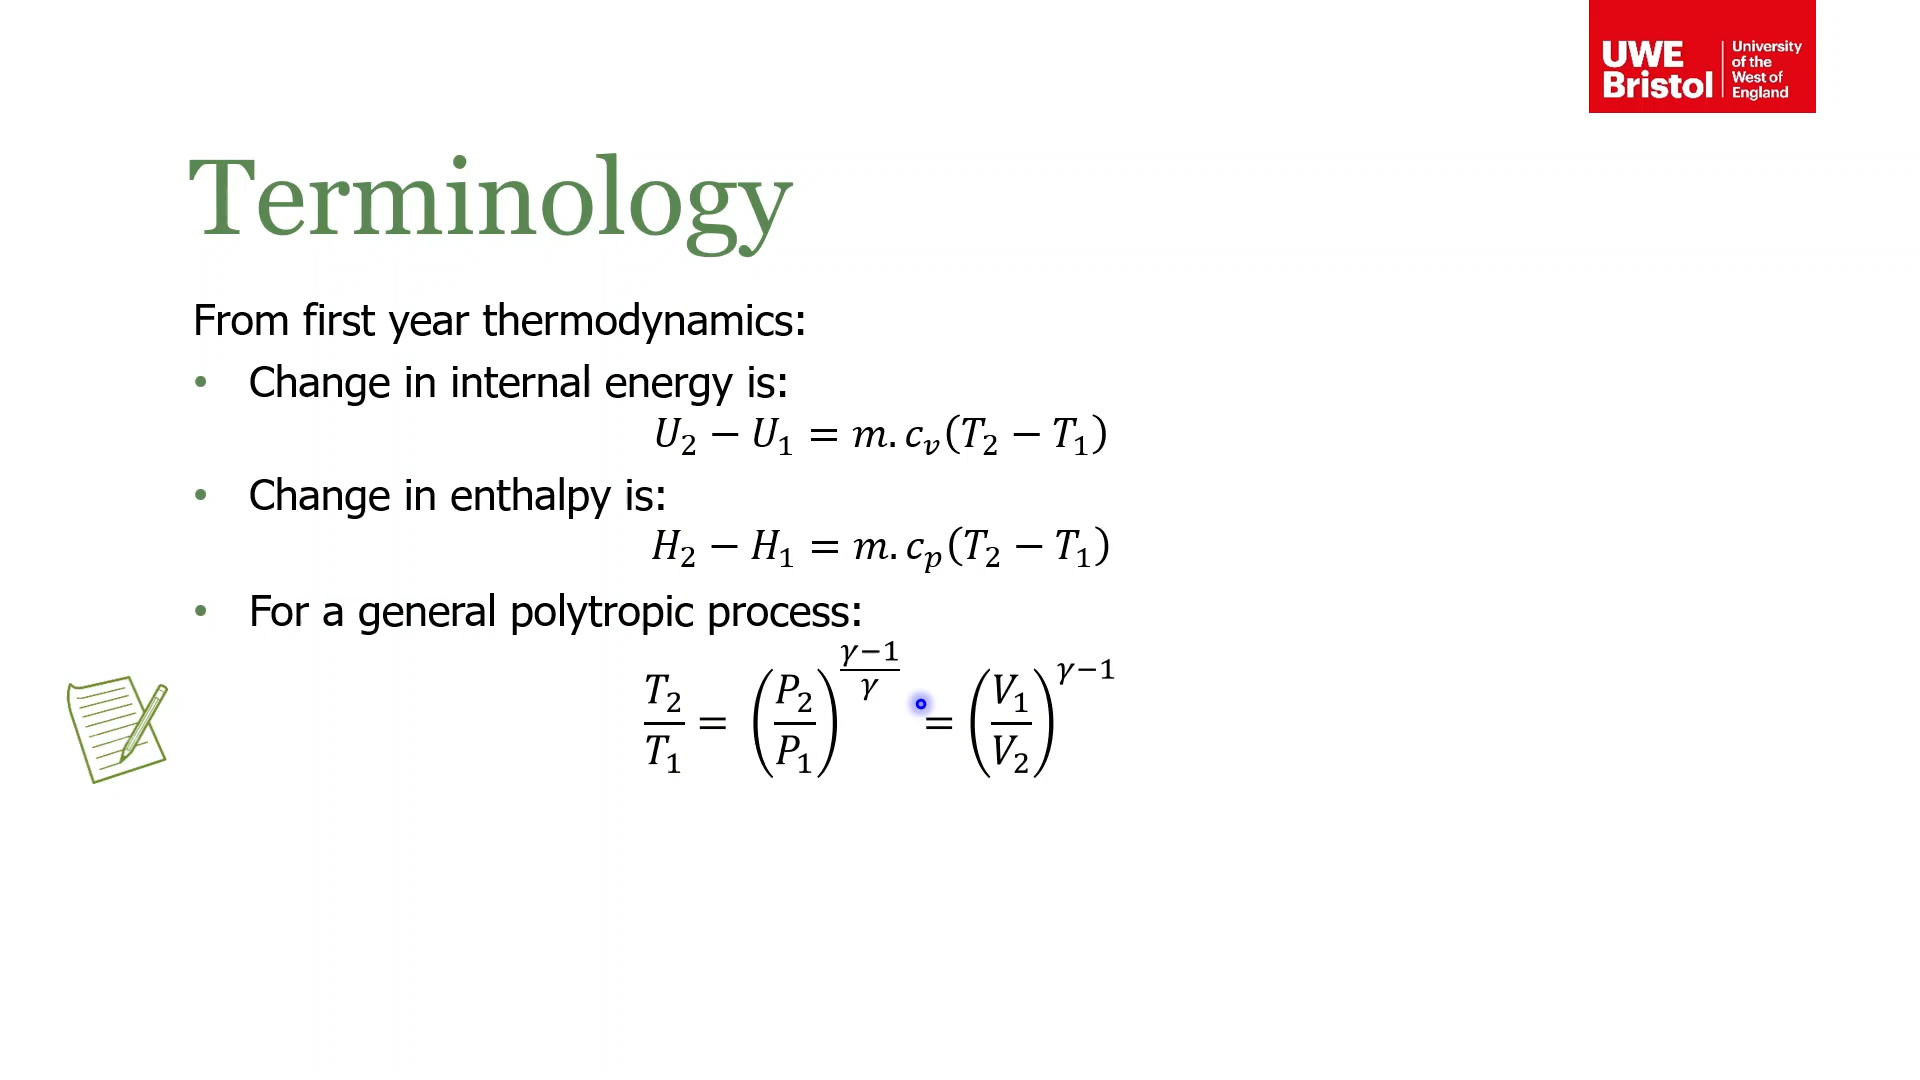 UWE Bristol
University of the West of England
Terminology
From first year thermodynamics:
• Change in internal energy is:
U₂ − U₁ = m. cᵥ(T₂ − T₁)
• Change in enthalpy is:
H₂ − H₁ = m. cₚ(T₂ − T₁)
• For a general polytropic process:
T₂/T₁ = (P₂/P₁)^((γ−1)/γ) = (V₁/V₂)^(γ−1)